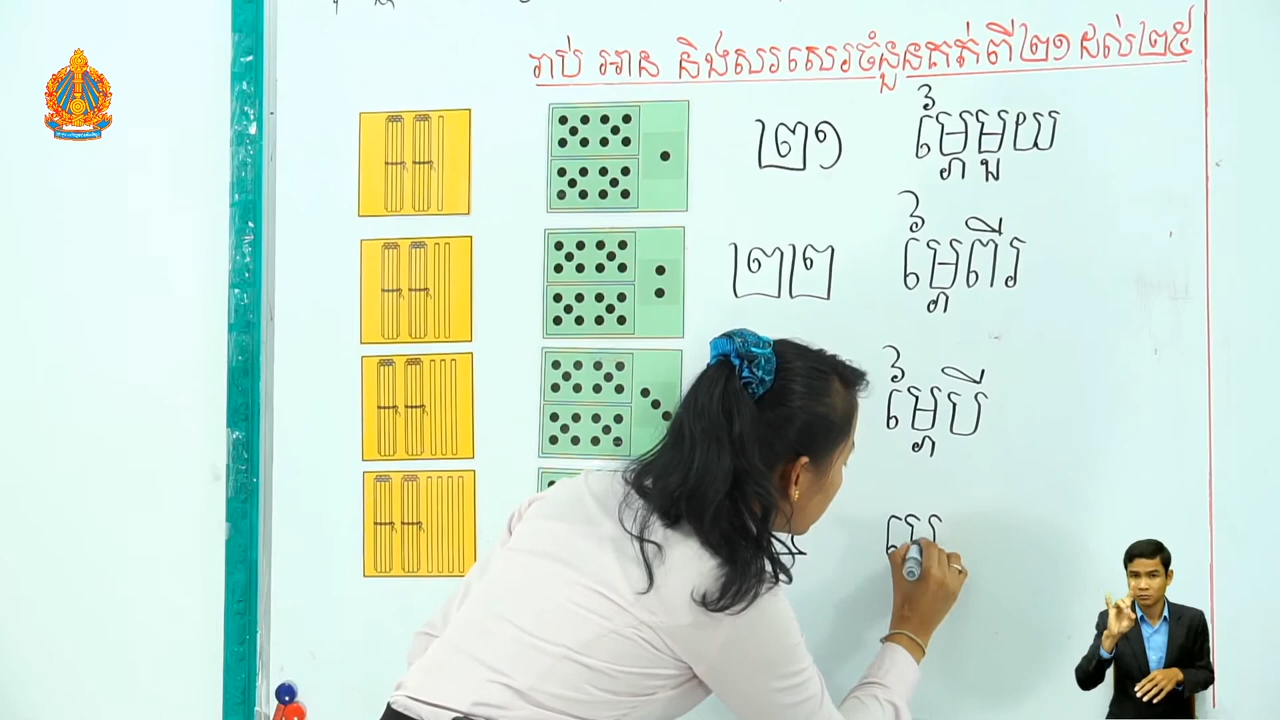 រាប់ អាន និងសរសេរចំនួនគត់ពី២១ ដល់២៥
២១ ម្ភៃមួយ
២២ ម្ភៃពីរ
ម្ភៃបី